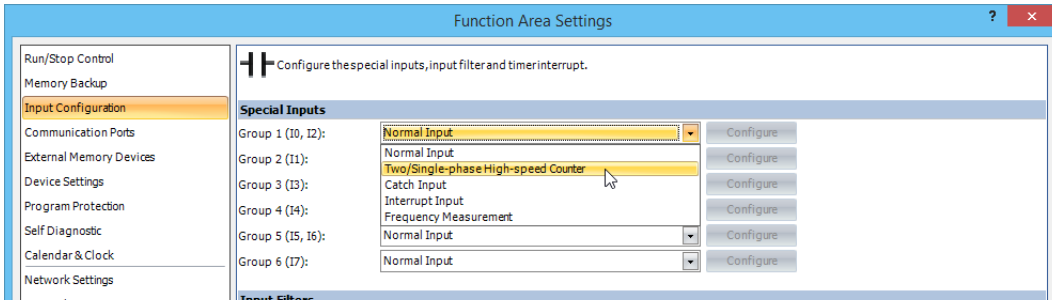 Function Area Settings
?
×
Run/Stop Control
Memory Backup
Input Configuration
Communication Ports
External Memory Devices
Device Settings
Program Protection
Self Diagnostic
Calendar & Clock
Network Settings
Configure the special inputs, input filter and timer interrupt.
Special Inputs
Group 1 (I0, I2): Normal Input Configure
Normal Input
Two/Single-phase High-speed Counter
Catch Input
Interrupt Input
Frequency Measurement
Group 2 (I1): Configure
Group 3 (I3): Configure
Group 4 (I4): Configure
Group 5 (I5, I6): Normal Input Configure
Group 6 (I7): Normal Input Configure
Input Filters